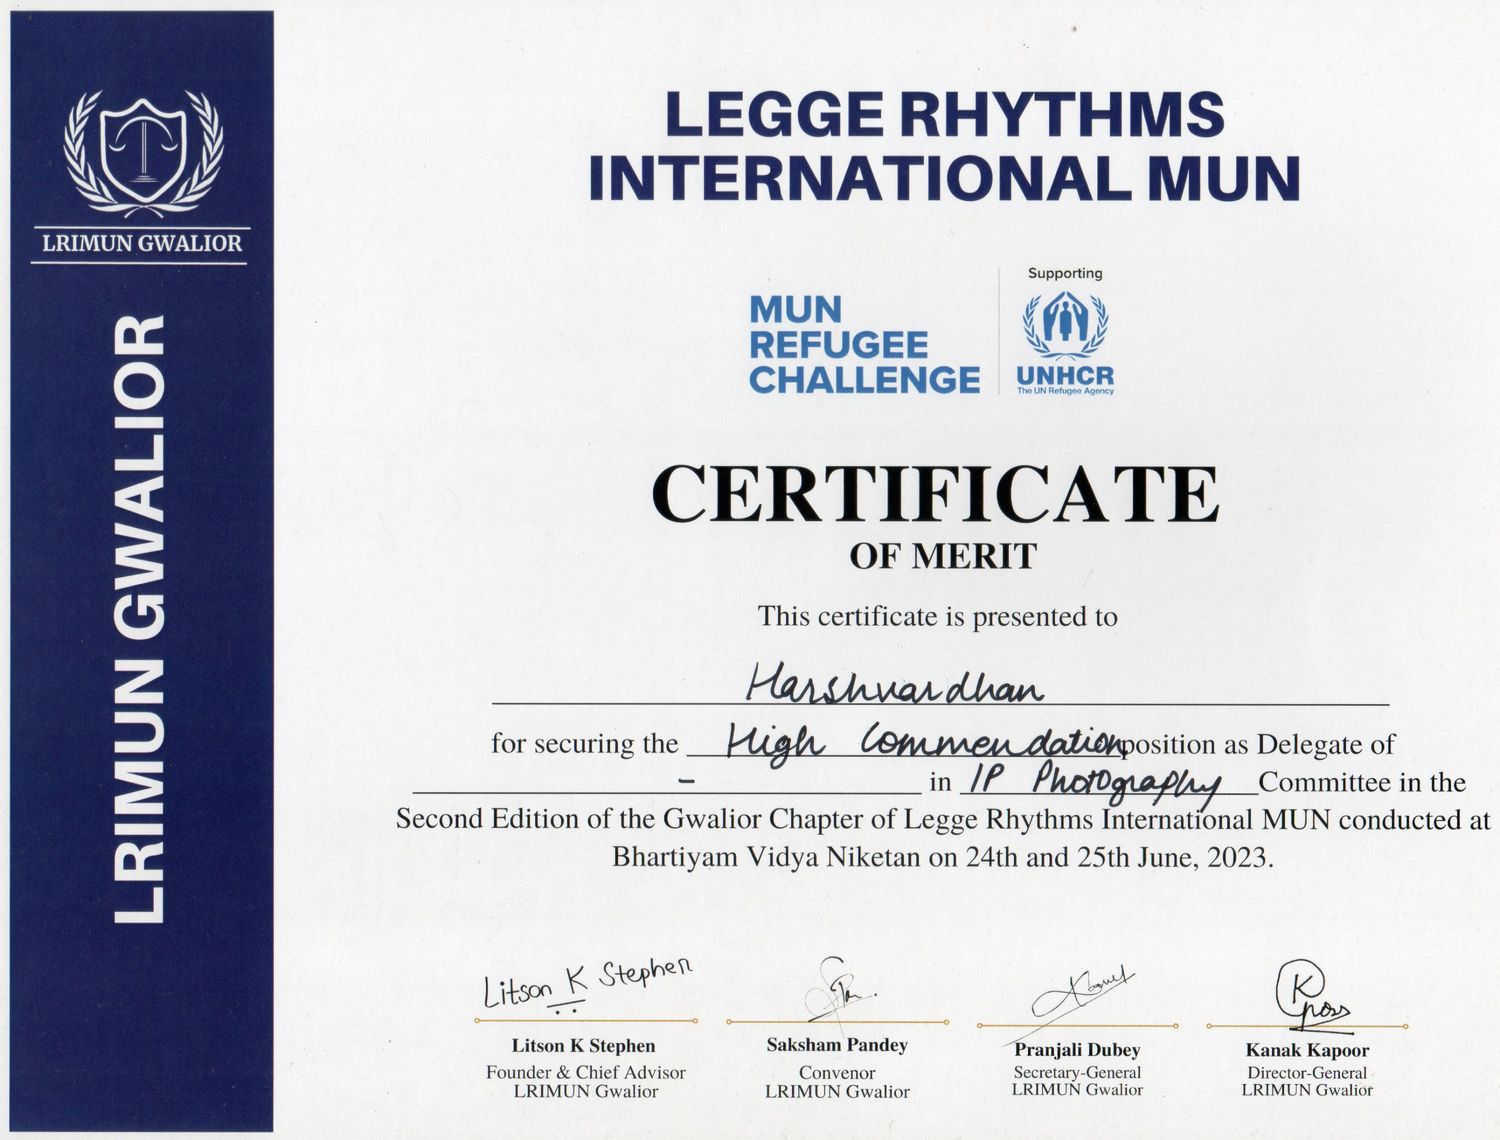 LRIMUN GWALIOR
LRIMUN GWALIOR
LEGGE RHYTHMS
INTERNATIONAL MUN
MUN
REFUGEE
CHALLENGE
Supporting
UNHCR
The UN Refugee Agency
CERTIFICATE
OF MERIT
This certificate is presented to
Harshvardhan
for securing the High Commendation position as Delegate of
- in IP Photography Committee in the
Second Edition of the Gwalior Chapter of Legge Rhythms International MUN conducted at
Bhartiyam Vidya Niketan on 24th and 25th June, 2023.
Litson K Stephen
Litson K Stephen
Founder & Chief Advisor
LRIMUN Gwalior
Saksham Pandey
Convenor
LRIMUN Gwalior
Pranjali Dubey
Secretary-General
LRIMUN Gwalior
Kanak Kapoor
Director-General
LRIMUN Gwalior